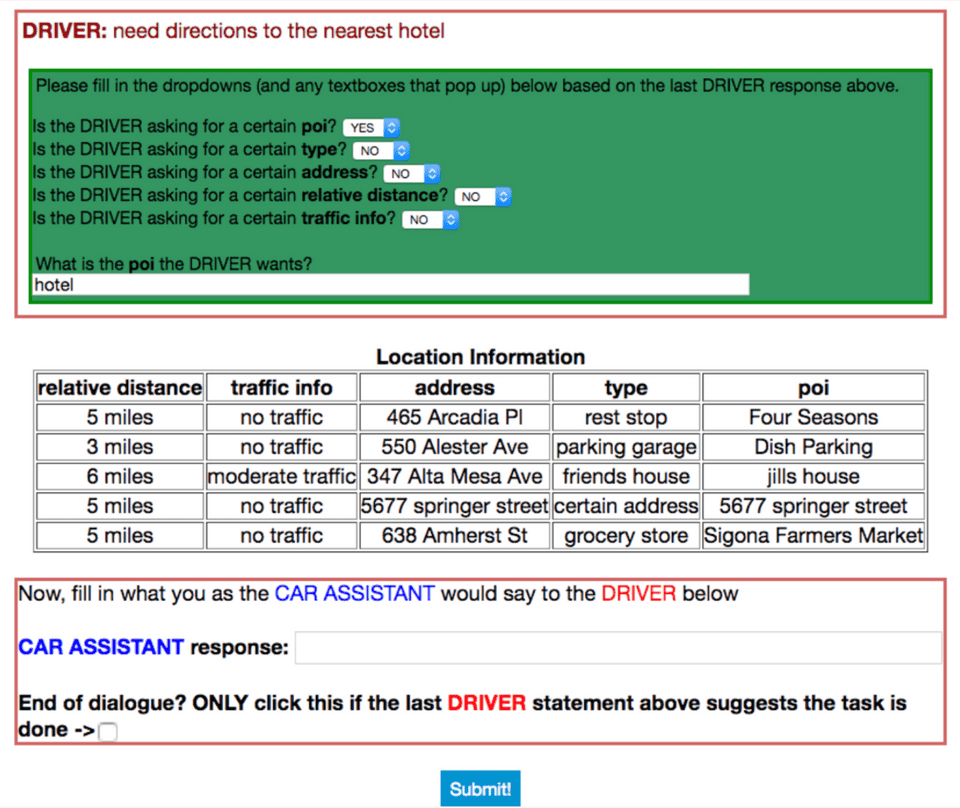 DRIVER: need directions to the nearest hotel
Please fill in the dropdowns (and any textboxes that pop up) below based on the last DRIVER response above.
Is the DRIVER asking for a certain poi? YES
Is the DRIVER asking for a certain type? NO
Is the DRIVER asking for a certain address? NO
Is the DRIVER asking for a certain relative distance? NO
Is the DRIVER asking for a certain traffic info? NO
What is the poi the DRIVER wants?
hotel
Location Information
relative distance traffic info address type poi
5 miles no traffic 465 Arcadia Pl rest stop Four Seasons
3 miles no traffic 550 Alester Ave parking garage Dish Parking
6 miles moderate traffic 347 Alta Mesa Ave friends house jills house
5 miles no traffic 5677 springer street certain address 5677 springer street
5 miles no traffic 638 Amherst St grocery store Sigona Farmers Market
Now, fill in what you as the CAR ASSISTANT would say to the DRIVER below
CAR ASSISTANT response:
End of dialogue? ONLY click this if the last DRIVER statement above suggests the task is
done ->
Submit!